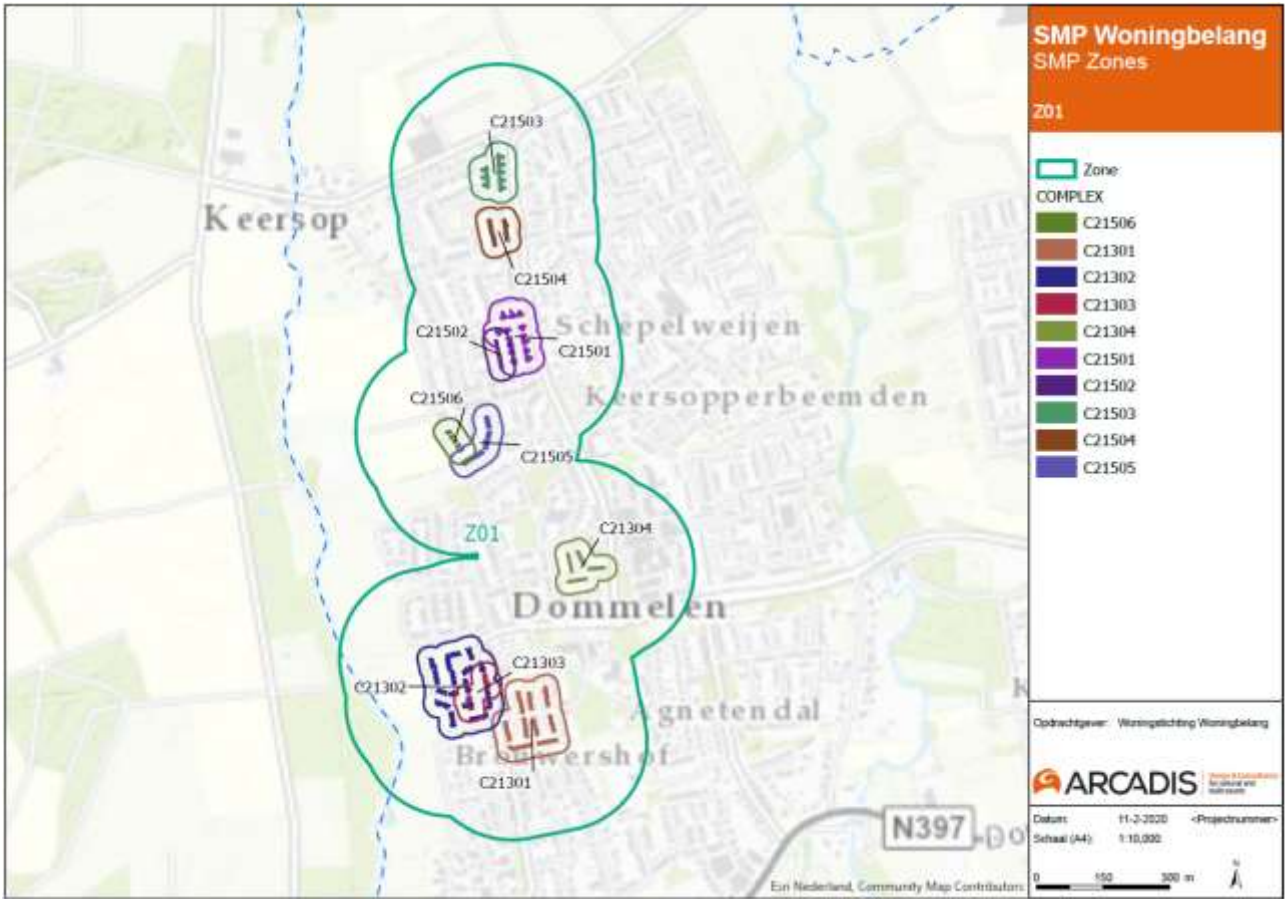 SMP Woningbelang
SMP Zones
Z01
Zone
COMPLEX
C21506
C21301
C21302
C21303
C21304
C21501
C21502
C21503
C21504
C21505
C21503
Keersop
C21504
C21502
Schepelweijen
C21501
Keersopperbeemden
C21506
C21505
Z01
C21304
Dommelen
C21303
C21302
Agnetendal
Brouwershof
C21301
N397
Do
K
Esri Nederland, Community Map Contributors
Opdrachtgever: Woningstichting Woningbelang
ARCADIS
Datum: 11-2-2020 <Projectnummer>
Schaal (A4): 1:10,000
0 150 300 m
N